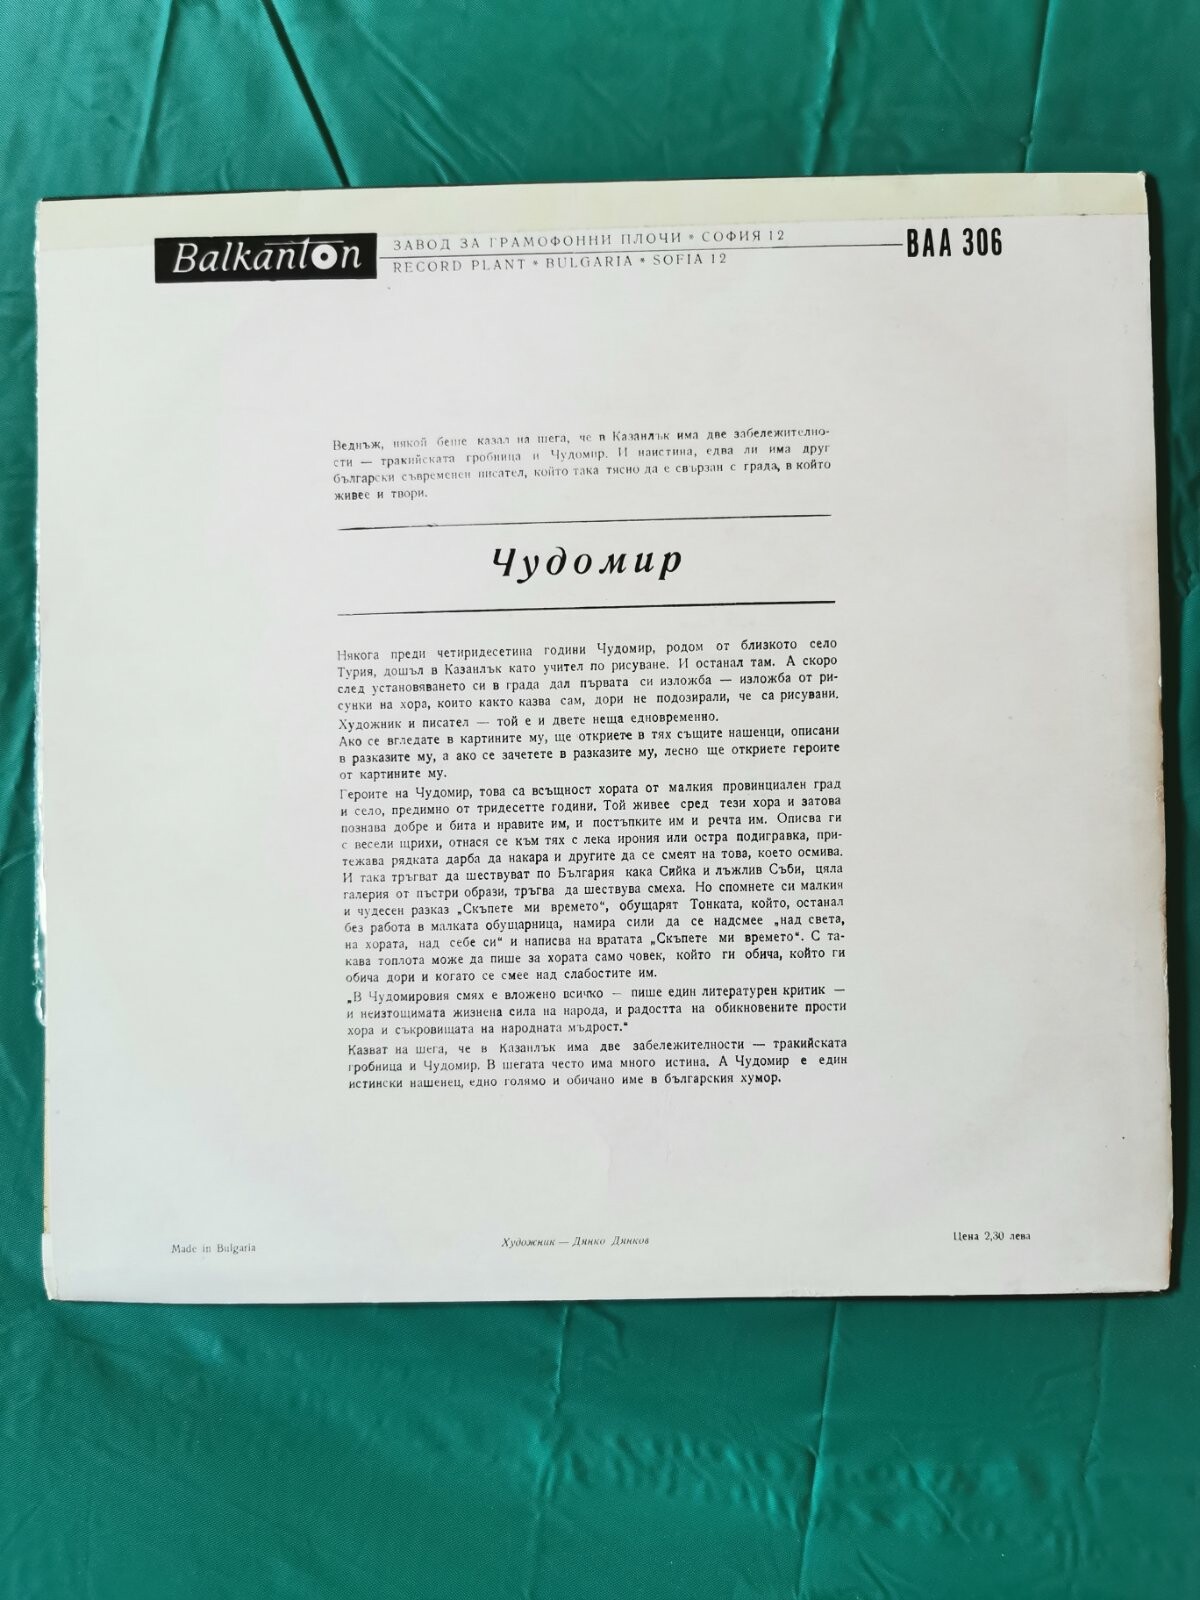 Balkanton
ЗАВОД ЗА ГРАМОФОННИ ПЛОЧИ * СОФИЯ 12
RECORD PLANT * BULGARIA * SOFIA 12
ВАА 306
Веднъж, някой беше казал на шега, че в Казанлък има две забележително-
сти — тракийската гробница и Чудомир. И наистина, едва ли има друг
български съвременен писател, който така тясно да е свързан с града, в който
живее и твори.
Чудомир
Някога преди четиридесетина години Чудомир, родом от близкото село
Турия, дошъл в Казанлък като учител по рисуване. И останал там. А скоро
след установяването си в града дал първата си изложба — изложба от ри-
сунки на хора, които както казва сам, дори не подозирали, че са рисувани.
Художник и писател — той е и двете неща едновременно.
Ако се вгледате в картините му, ще откриете в тях същите нашенци, описани
в разказите му, а ако се зачетете в разказите му, лесно ще откриете героите
от картините му.
Героите на Чудомир, това са всъщност хората от малкия провинциален град
и село, предимно от тридесетте години. Той живее сред тези хора и затова
познава добре и бита и нравите им, и постъпките им и речта им. Описва ги
с весели щрихи, отнася се към тях с лека ирония или остра подигравка, при-
тежава рядката дарба да накара и другите да се смеят на това, което осмива.
И така тръгват да шествуват по България кака Сийка и лъжлив Съби, цяла
галерия от пъстри образи, тръгва да шествува смеха. Но спомнете си малкия
и чудесен разказ „Скъпете ми времето“, обущарят Тонката, който, останал
без работа в малката обущарница, намира сили да се надсмее „над света,
на хората, над себе си“ и написва на вратата „Скъпете ми времето“. С та-
кава топлота може да пише за хората само човек, който ги обича, който ги
обича дори и когато се смее над слабостите им.
„В Чудомировия смях е вложено всичко — пише един литературен критик —
и неизтощимата жизнена сила на народа, и радостта на обикновените прости
хора и съкровищата на народната мъдрост.“
Казват на шега, че в Казанлък има две забележителности — тракийската
гробница и Чудомир. В шегата често има много истина. А Чудомир е един
истински нашенец, едно голямо и обичано име в българския хумор.
Made in Bulgaria
Художник — Дянко Дянков
Цена 2,30 лева